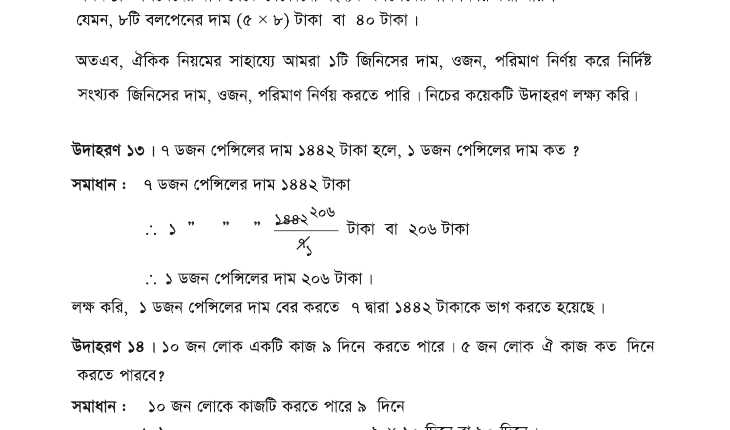 যেমন, ৮টি বলপেনের দাম (৫ × ৮) টাকা বা ৪০ টাকা।
অতএব, ঐকিক নিয়মের সাহায্যে আমরা ১টি জিনিসের দাম, ওজন, পরিমাণ নির্ণয় করে নির্দিষ্ট
সংখ্যক জিনিসের দাম, ওজন, পরিমাণ নির্ণয় করতে পারি। নিচের কয়েকটি উদাহরণ লক্ষ্য করি।
উদাহরণ ১৩। ৭ ডজন পেন্সিলের দাম ১৪৪২ টাকা হলে, ১ ডজন পেন্সিলের দাম কত ?
সমাধান : ৭ ডজন পেন্সিলের দাম ১৪৪২ টাকা
∴ ১ " " " ১৪৪২ ২০৬ / ৭ ১ টাকা বা ২০৬ টাকা
∴ ১ ডজন পেন্সিলের দাম ২০৬ টাকা।
লক্ষ করি, ১ ডজন পেন্সিলের দাম বের করতে ৭ দ্বারা ১৪৪২ টাকাকে ভাগ করতে হয়েছে।
উদাহরণ ১৪। ১০ জন লোক একটি কাজ ৯ দিনে করতে পারে। ৫ জন লোক ঐ কাজ কত দিনে
করতে পারবে?
সমাধান : ১০ জন লোকে কাজটি করতে পারে ৯ দিনে